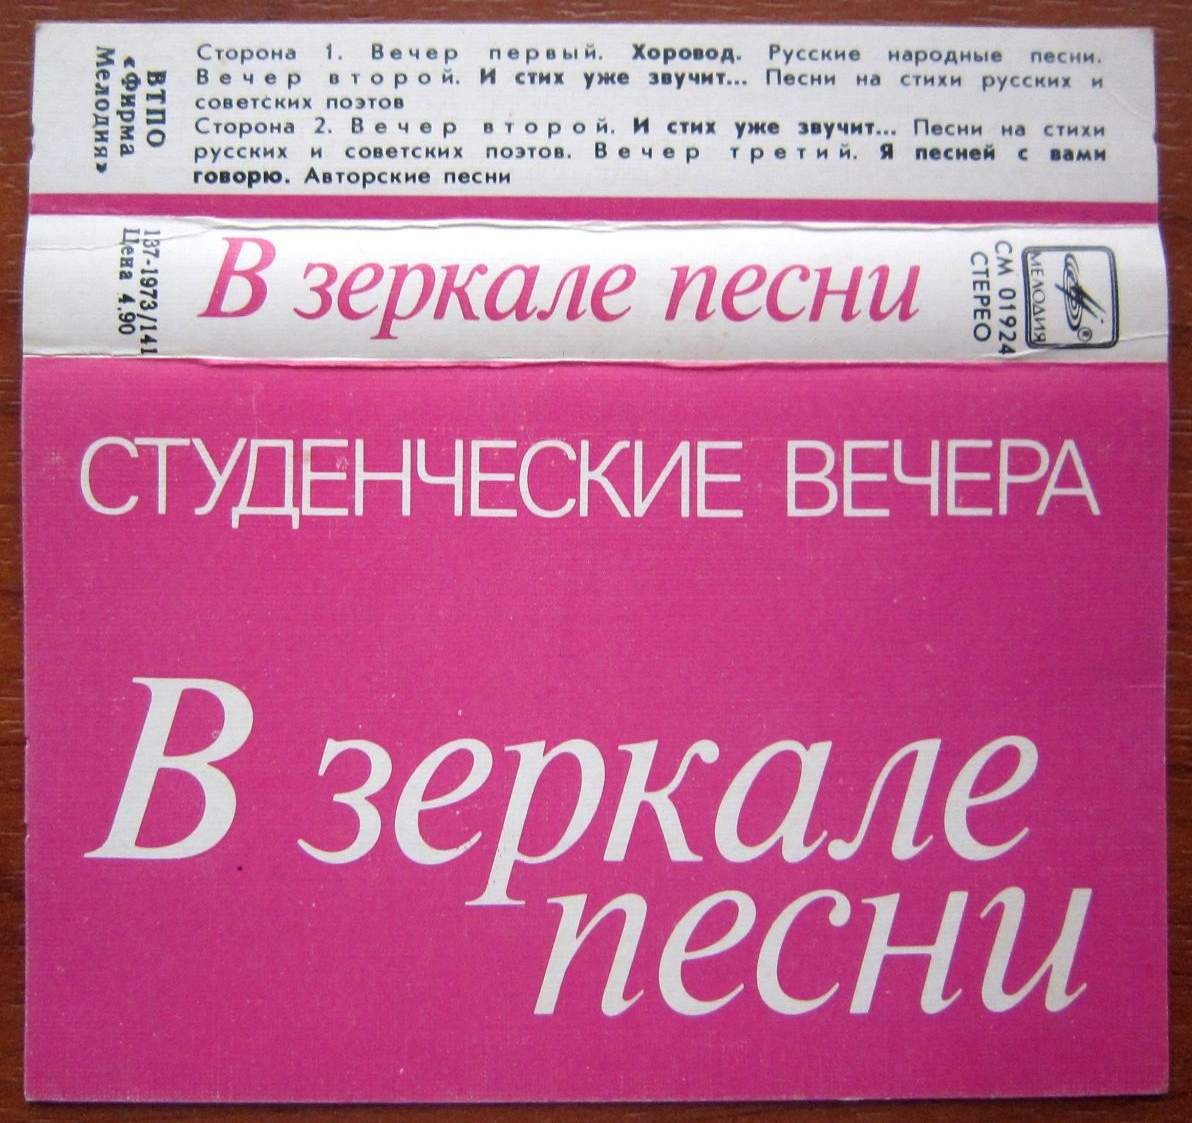 Сторона 1. Вечер первый. Хоровод. Русские народные песни.
Вечер второй. И стих уже звучит... Песни на стихи русских и
советских поэтов
Сторона 2. Вечер второй. И стих уже звучит... Песни на стихи
русских и советских поэтов. Вечер третий. Я песней с вами
говорю. Авторские песни
ВТПО
«Фирма
Мелодия»
137-1973/141
Цена 4.90
В зеркале песни
СМ 01924
СТЕРЕО
МЕЛОДИЯ
®
СТУДЕНЧЕСКИЕ ВЕЧЕРА
В зеркале
песни